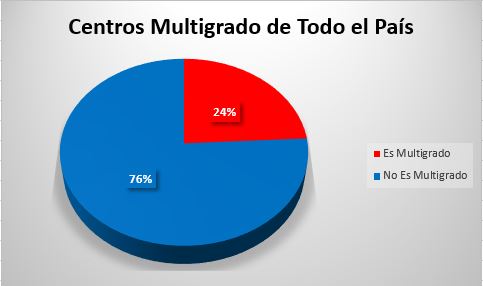 Centros Multigrado de Todo el País
24%
76%
Es Multigrado
No Es Multigrado